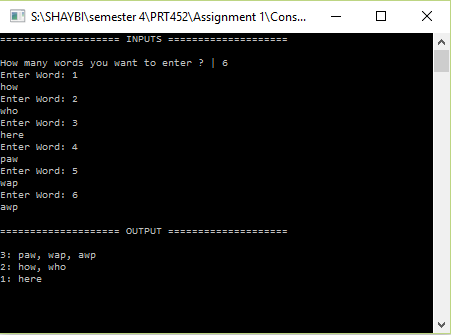 S:\SHAYBI\semester 4\PRT452\Assignment 1\Cons...
==================== INPUTS ====================
How many words you want to enter ? | 6
Enter Word: 1
how
Enter Word: 2
who
Enter Word: 3
here
Enter Word: 4
paw
Enter Word: 5
wap
Enter Word: 6
awp
==================== OUTPUT ====================
3: paw, wap, awp
2: how, who
1: here